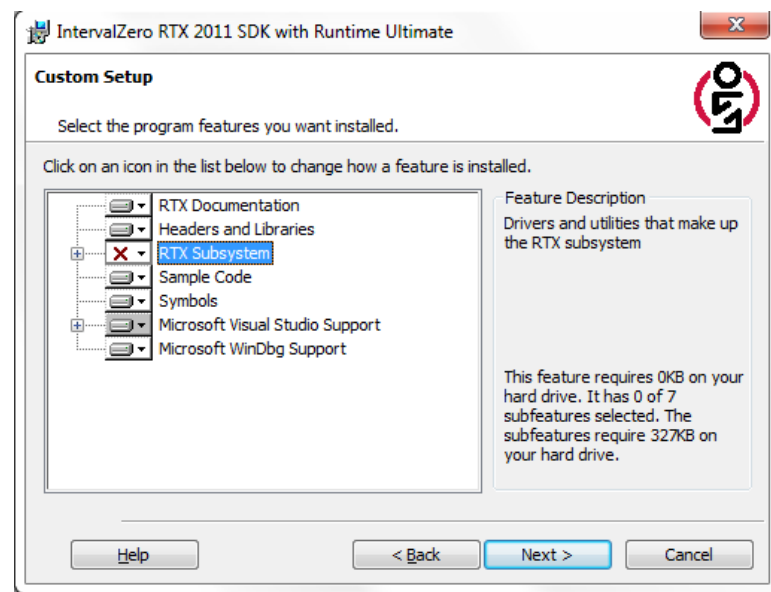 IntervalZero RTX 2011 SDK with Runtime Ultimate
Custom Setup
Select the program features you want installed.
Click on an icon in the list below to change how a feature is installed.
RTX Documentation
Headers and Libraries
RTX Subsystem
Sample Code
Symbols
Microsoft Visual Studio Support
Microsoft WinDbg Support
Feature Description
Drivers and utilities that make up
the RTX subsystem
This feature requires 0KB on your
hard drive. It has 0 of 7
subfeatures selected. The
subfeatures require 327KB on
your hard drive.
Help
< Back
Next >
Cancel